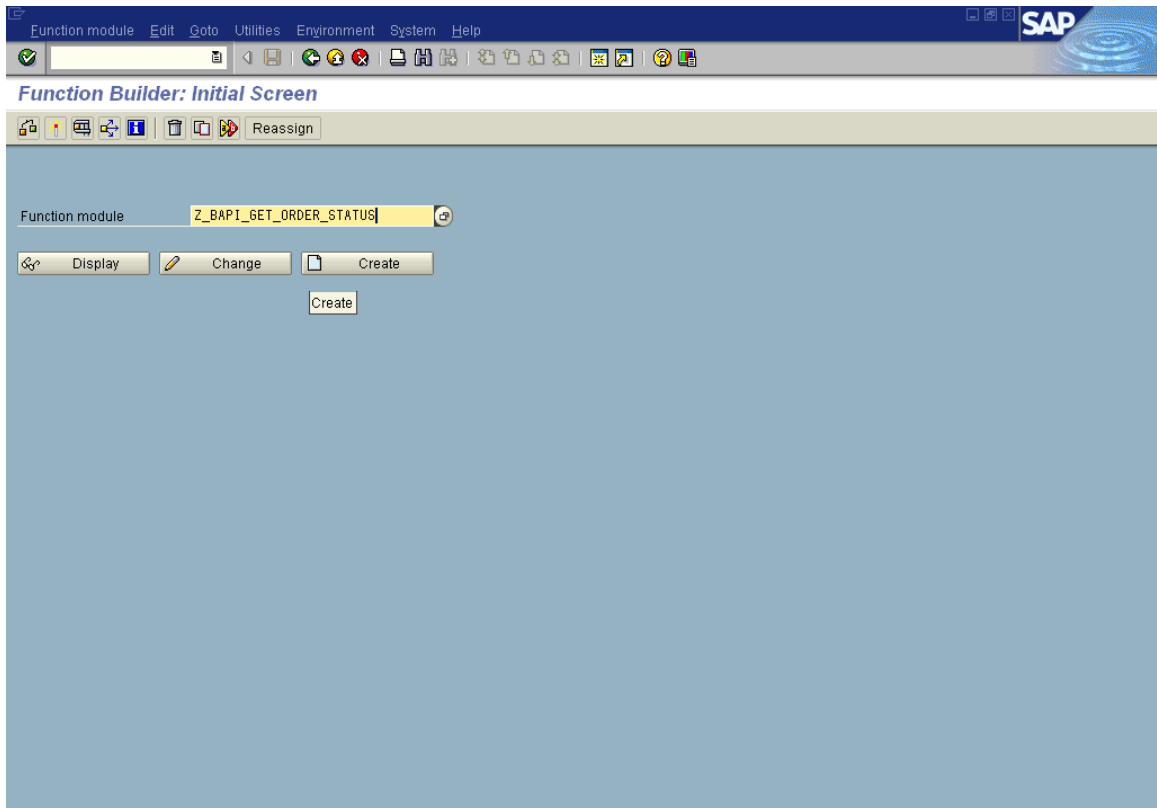 Function module Edit Goto Utilities Environment System Help
SAP
Function Builder: Initial Screen
Reassign
Function module Z_BAPI_GET_ORDER_STATUS
Display Change Create
Create